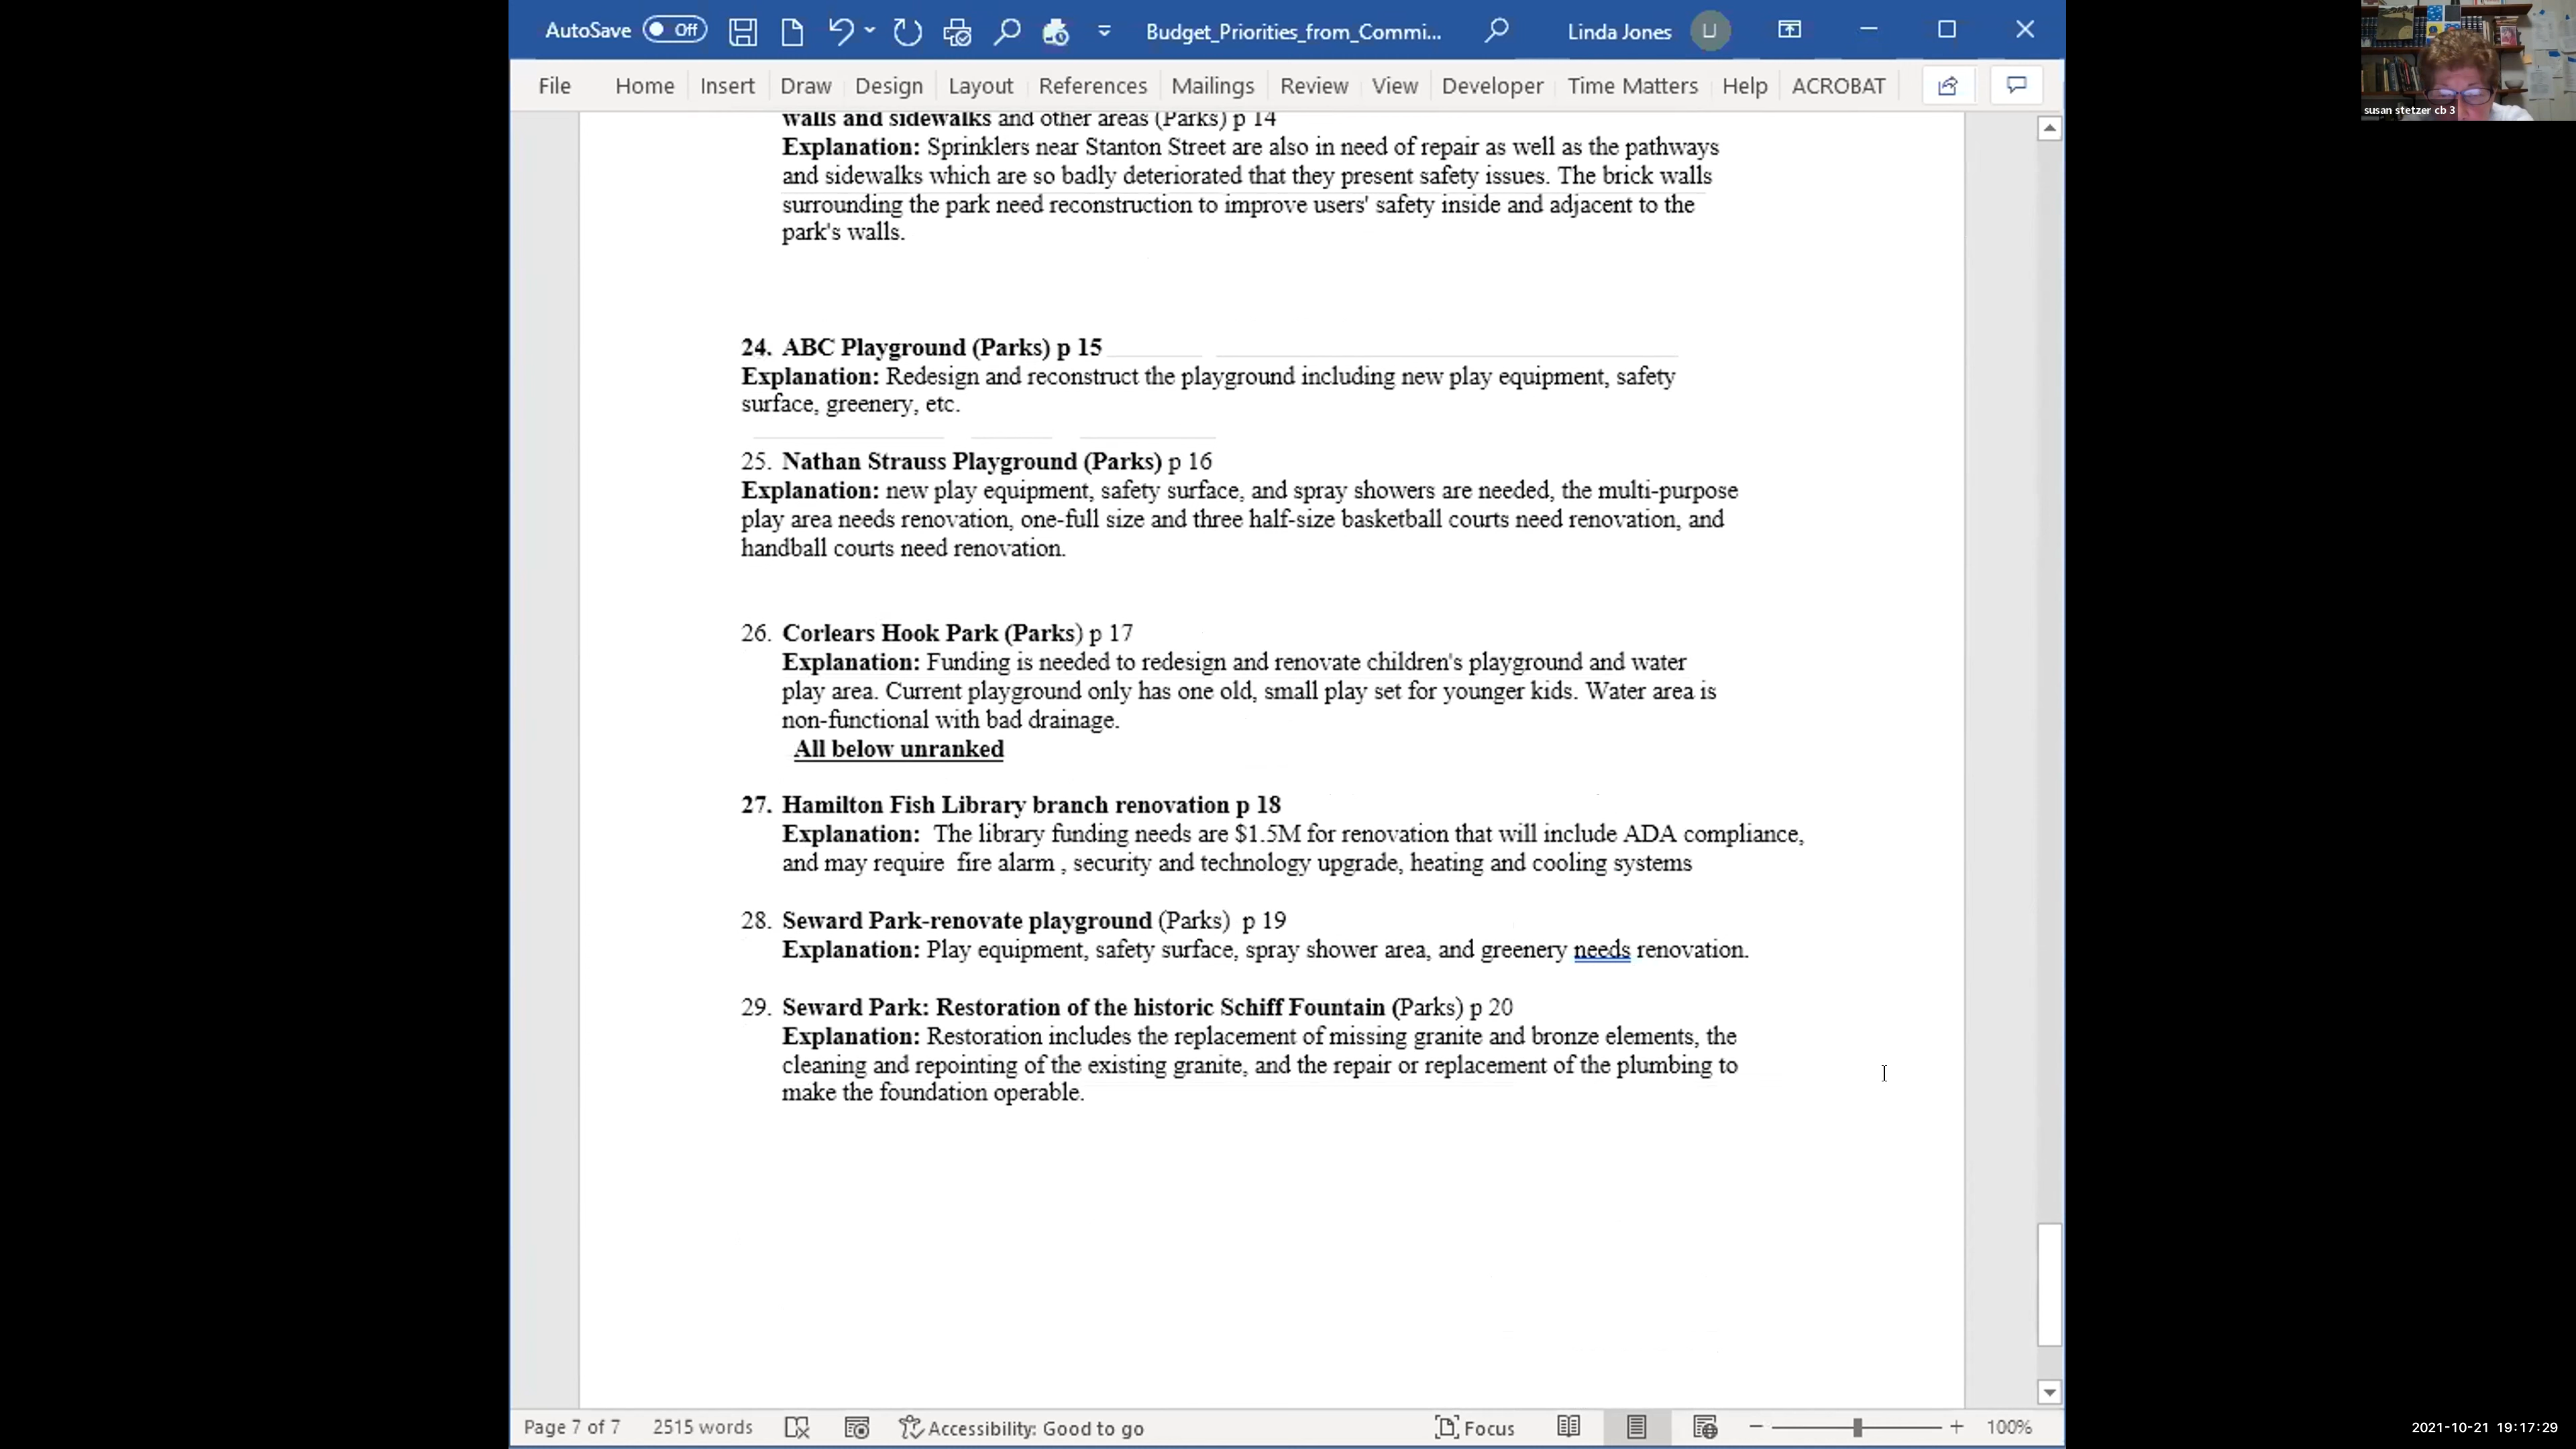 AutoSave Off Budget_Priorities_from_Commi... Linda Jones LJ
susan stetzer cb 3
File Home Insert Draw Design Layout References Mailings Review View Developer Time Matters Help ACROBAT
walls and sidewalks and other areas (Parks) p 14
Explanation: Sprinklers near Stanton Street are also in need of repair as well as the pathways
and sidewalks which are so badly deteriorated that they present safety issues. The brick walls
surrounding the park need reconstruction to improve users' safety inside and adjacent to the
park's walls.
24. ABC Playground (Parks) p 15
Explanation: Redesign and reconstruct the playground including new play equipment, safety
surface, greenery, etc.
25. Nathan Strauss Playground (Parks) p 16
Explanation: new play equipment, safety surface, and spray showers are needed, the multi-purpose
play area needs renovation, one-full size and three half-size basketball courts need renovation, and
handball courts need renovation.
26. Corlears Hook Park (Parks) p 17
Explanation: Funding is needed to redesign and renovate children's playground and water
play area. Current playground only has one old, small play set for younger kids. Water area is
non-functional with bad drainage.
All below unranked
27. Hamilton Fish Library branch renovation p 18
Explanation: The library funding needs are $1.5M for renovation that will include ADA compliance,
and may require fire alarm , security and technology upgrade, heating and cooling systems
28. Seward Park-renovate playground (Parks) p 19
Explanation: Play equipment, safety surface, spray shower area, and greenery needs renovation.
29. Seward Park: Restoration of the historic Schiff Fountain (Parks) p 20
Explanation: Restoration includes the replacement of missing granite and bronze elements, the
cleaning and repointing of the existing granite, and the repair or replacement of the plumbing to
make the foundation operable.
Page 7 of 7 2515 words Accessibility: Good to go Focus 100%
2021-10-21 19:17:29